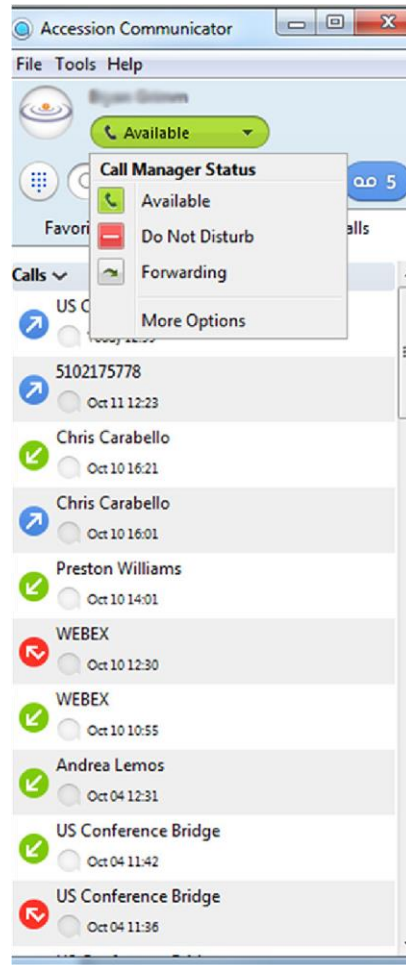 Accession Communicator
File Tools Help
Available
Call Manager Status
Available
Do Not Disturb
Forwarding
More Options
5
Favori
alls
Calls
US C
5102175778
Oct 11 12:23
Chris Carabello
Oct 10 16:21
Chris Carabello
Oct 10 16:01
Preston Williams
Oct 10 14:01
WEBEX
Oct 10 12:30
WEBEX
Oct 10 10:55
Andrea Lemos
Oct 04 12:31
US Conference Bridge
Oct 04 11:42
US Conference Bridge
Oct 04 11:36